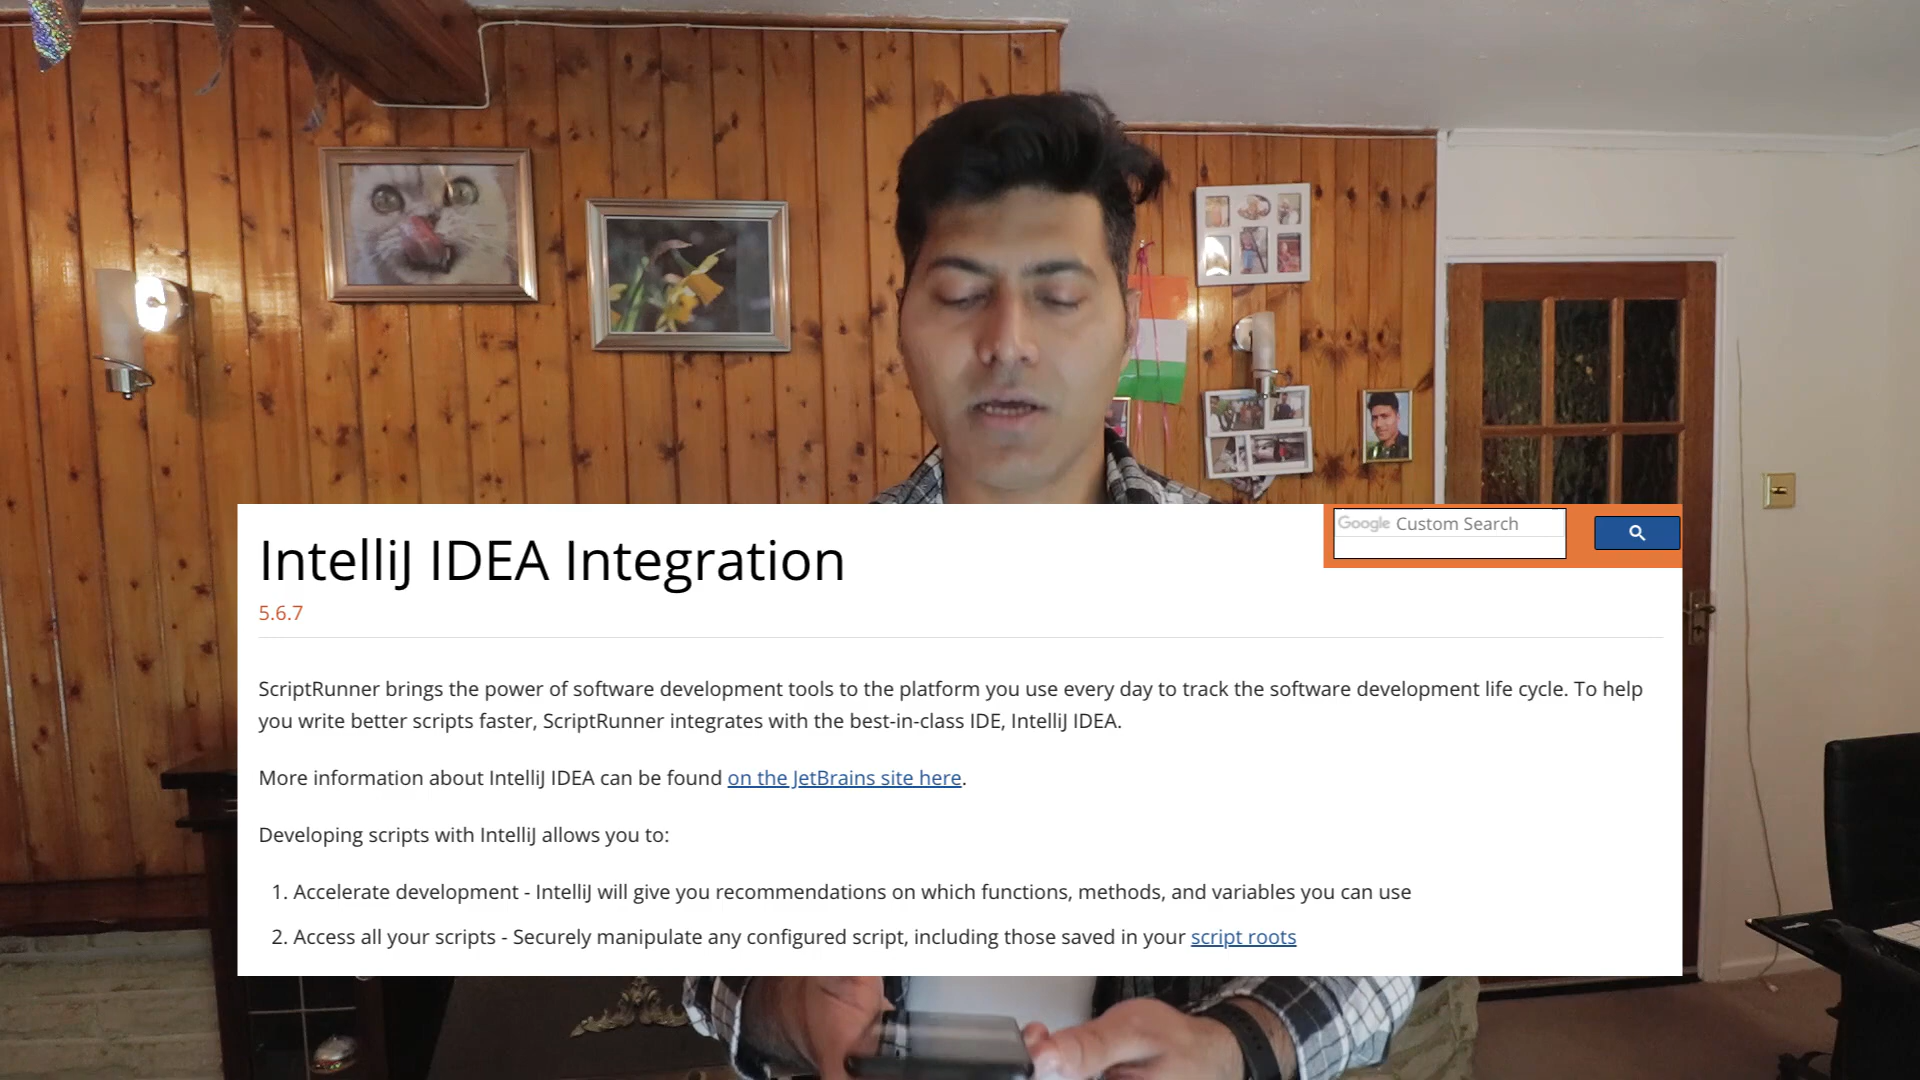 IntelliJ IDEA Integration
Google Custom Search
5.6.7
ScriptRunner brings the power of software development tools to the platform you use every day to track the software development life cycle. To help
you write better scripts faster, ScriptRunner integrates with the best-in-class IDE, IntelliJ IDEA.
More information about IntelliJ IDEA can be found on the JetBrains site here.
Developing scripts with IntelliJ allows you to:
1. Accelerate development - IntelliJ will give you recommendations on which functions, methods, and variables you can use
2. Access all your scripts - Securely manipulate any configured script, including those saved in your script roots